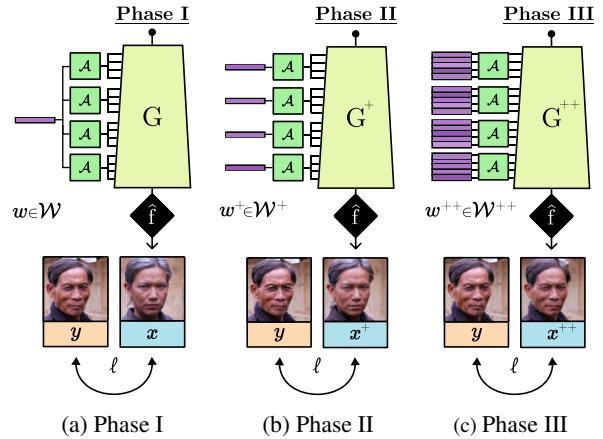 Phase I
Phase II
Phase III
A
A
A
A
G
A
A
A
A
G+
A
A
A
A
G++
w∈W
f̂
w+∈W+
f̂
w++∈W++
f̂
y
x
y
x+
y
x++
ℓ
ℓ
ℓ
(a) Phase I
(b) Phase II
(c) Phase III